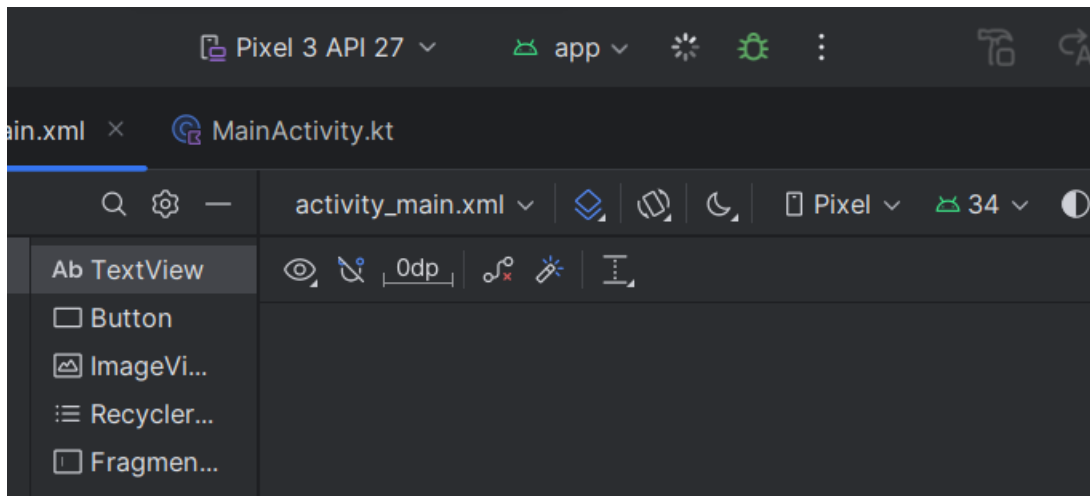 Pixel 3 API 27 app
ain.xml MainActivity.kt
activity_main.xml Pixel 34
Ab TextView 0dp
Button
ImageVi...
Recycler...
Fragmen...